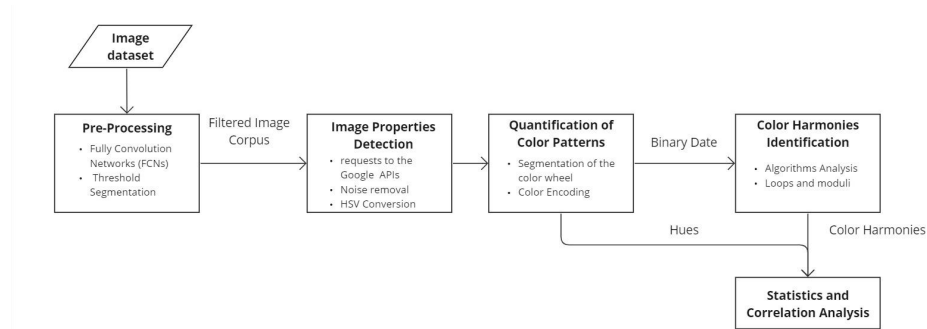 Image
dataset
Pre-Processing
• Fully Convolution
Networks (FCNs)
• Threshold
Segmentation
Filtered Image
Corpus
Image Properties
Detection
• requests to the
Google APIs
• Noise removal
• HSV Conversion
Quantification of
Color Patterns
• Segmentation of the
color wheel
• Color Encoding
Binary Date
Color Harmonies
Identification
• Algorithms Analysis
• Loops and moduli
Hues
Color Harmonies
Statistics and
Correlation Analysis